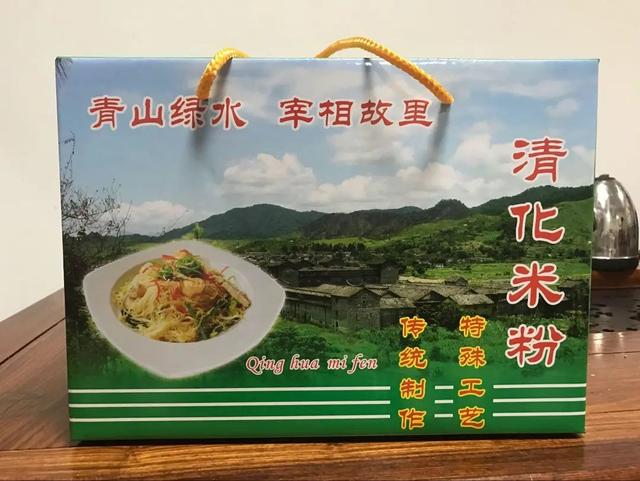 青山绿水 宰相故里
清化米粉
Qing hua mi fen
特殊工艺
传统制作